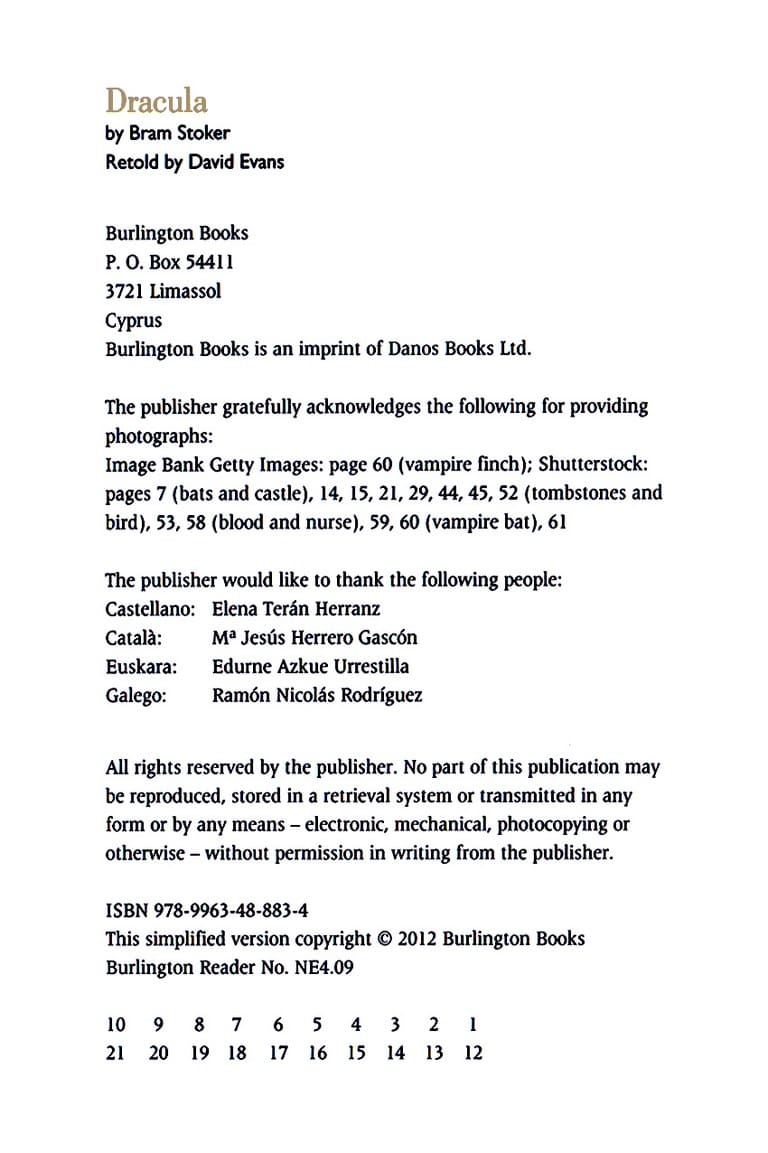 Dracula
by Bram Stoker
Retold by David Evans
Burlington Books
P. O. Box 54411
3721 Limassol
Cyprus
Burlington Books is an imprint of Danos Books Ltd.
The publisher gratefully acknowledges the following for providing
photographs:
Image Bank Getty Images: page 60 (vampire finch); Shutterstock:
pages 7 (bats and castle), 14, 15, 21, 29, 44, 45, 52 (tombstones and
bird), 53, 58 (blood and nurse), 59, 60 (vampire bat), 61
The publisher would like to thank the following people:
Castellano: Elena Terán Herranz
Català: Mª Jesús Herrero Gascón
Euskara: Edurne Azkue Urrestilla
Galego: Ramón Nicolás Rodríguez
All rights reserved by the publisher. No part of this publication may
be reproduced, stored in a retrieval system or transmitted in any
form or by any means – electronic, mechanical, photocopying or
otherwise – without permission in writing from the publisher.
ISBN 978-9963-48-883-4
This simplified version copyright © 2012 Burlington Books
Burlington Reader No. NE4.09
10 9 8 7 6 5 4 3 2 1
21 20 19 18 17 16 15 14 13 12